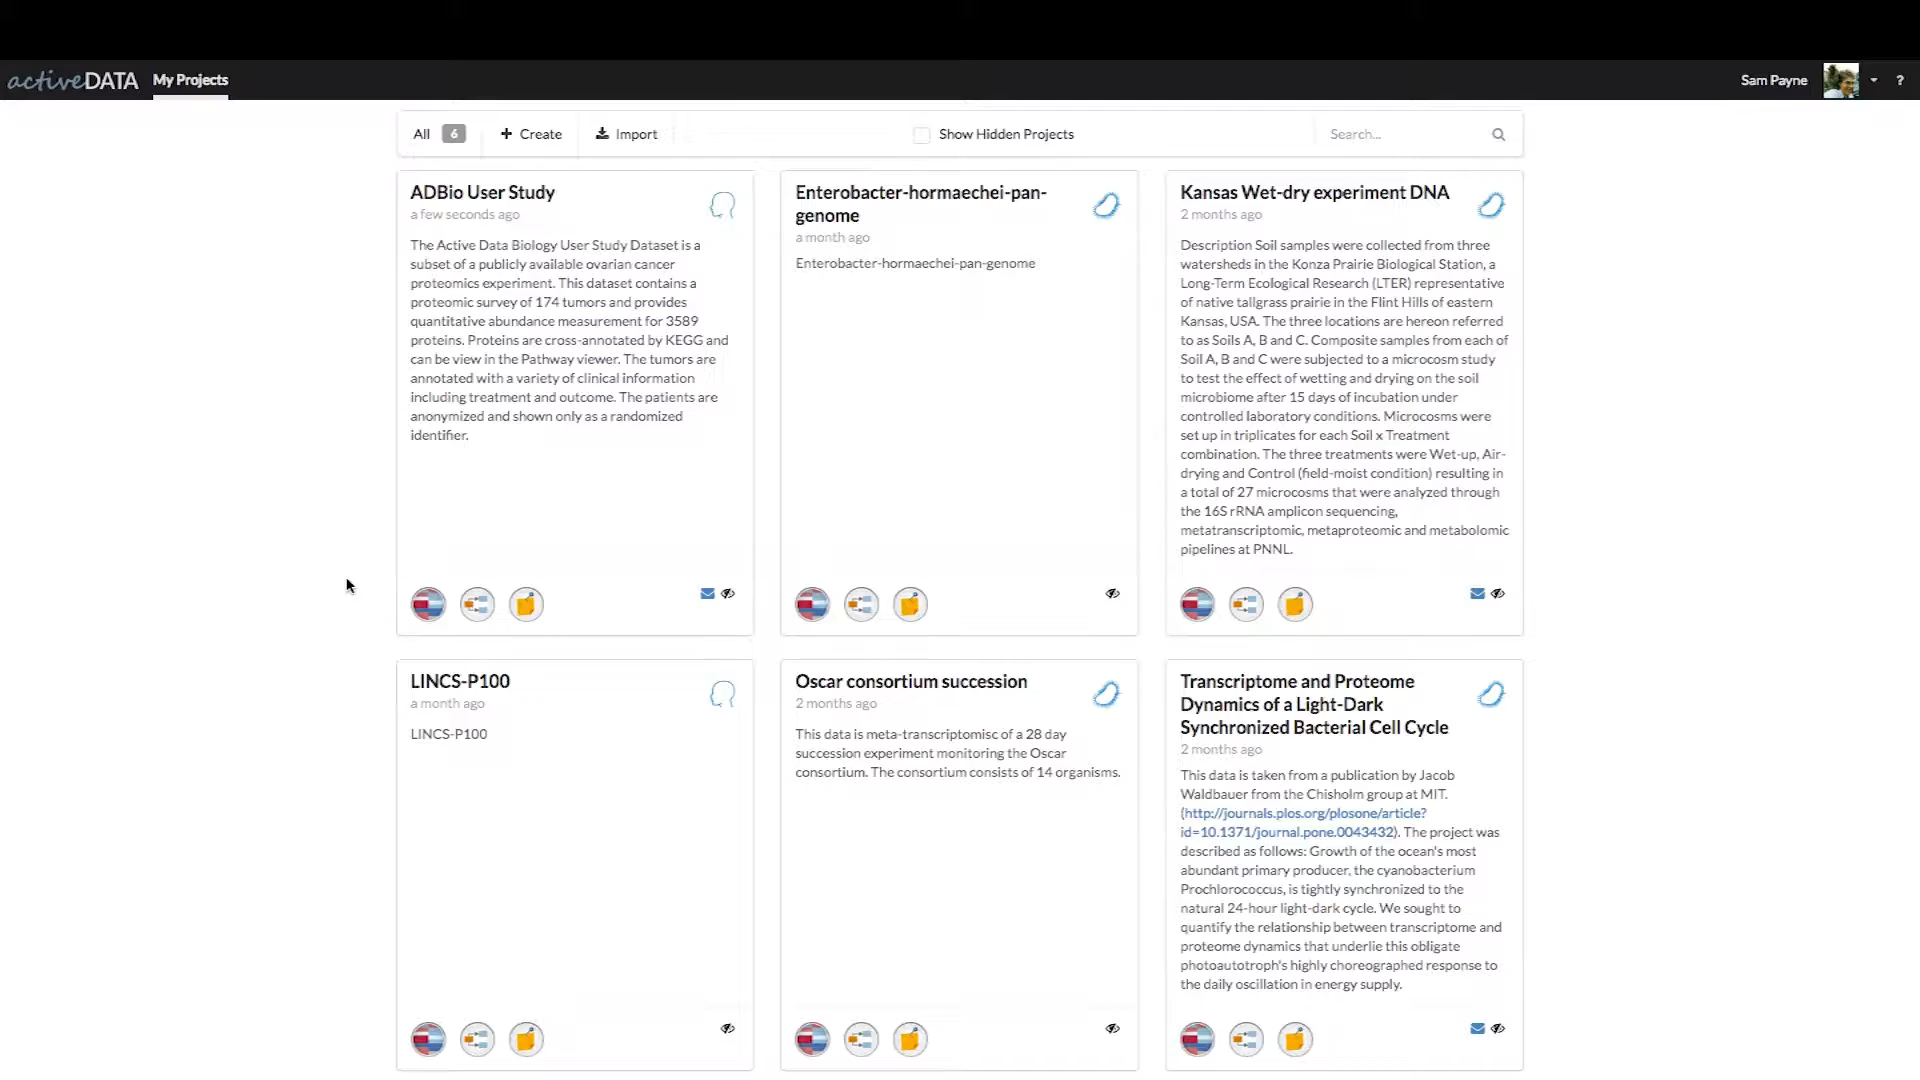 activeDATA My Projects Sam Payne ?
All 6 + Create Import Show Hidden Projects Search...
ADBio User Study
a few seconds ago
The Active Data Biology User Study Dataset is a
subset of a publicly available ovarian cancer
proteomics experiment. This dataset contains a
proteomic survey of 174 tumors and provides
quantitative abundance measurement for 3589
proteins. Proteins are cross-annotated by KEGG and
can be view in the Pathway viewer. The tumors are
annotated with a variety of clinical information
including treatment and outcome. The patients are
anonymized and shown only as a randomized
identifier.
Enterobacter-hormaechei-pan-
genome
a month ago
Enterobacter-hormaechei-pan-genome
Kansas Wet-dry experiment DNA
2 months ago
Description Soil samples were collected from three
watersheds in the Konza Prairie Biological Station, a
Long-Term Ecological Research (LTER) representative
of native tallgrass prairie in the Flint Hills of eastern
Kansas, USA. The three locations are hereon referred
to as Soils A, B and C. Composite samples from each of
Soil A, B and C were subjected to a microcosm study
to test the effect of wetting and drying on the soil
microbiome after 15 days of incubation under
controlled laboratory conditions. Microcosms were
set up in triplicates for each Soil x Treatment
combination. The three treatments were Wet-up, Air-
drying and Control (field-moist condition) resulting in
a total of 27 microcosms that were analyzed through
the 16S rRNA amplicon sequencing,
metatranscriptomic, metaproteomic and metabolomic
pipelines at PNNL.
LINCS-P100
a month ago
LINCS-P100
Oscar consortium succession
2 months ago
This data is meta-transcriptomisc of a 28 day
succession experiment monitoring the Oscar
consortium. The consortium consists of 14 organisms.
Transcriptome and Proteome
Dynamics of a Light-Dark
Synchronized Bacterial Cell Cycle
2 months ago
This data is taken from a publication by Jacob
Waldbauer from the Chisholm group at MIT.
(http://journals.plos.org/plosone/article?
id=10.1371/journal.pone.0043432). The project was
described as follows: Growth of the ocean's most
abundant primary producer, the cyanobacterium
Prochlorococcus, is tightly synchronized to the
natural 24-hour light-dark cycle. We sought to
quantify the relationship between transcriptome and
proteome dynamics that underlie this obligate
photoautotroph's highly choreographed response to
the daily oscillation in energy supply.